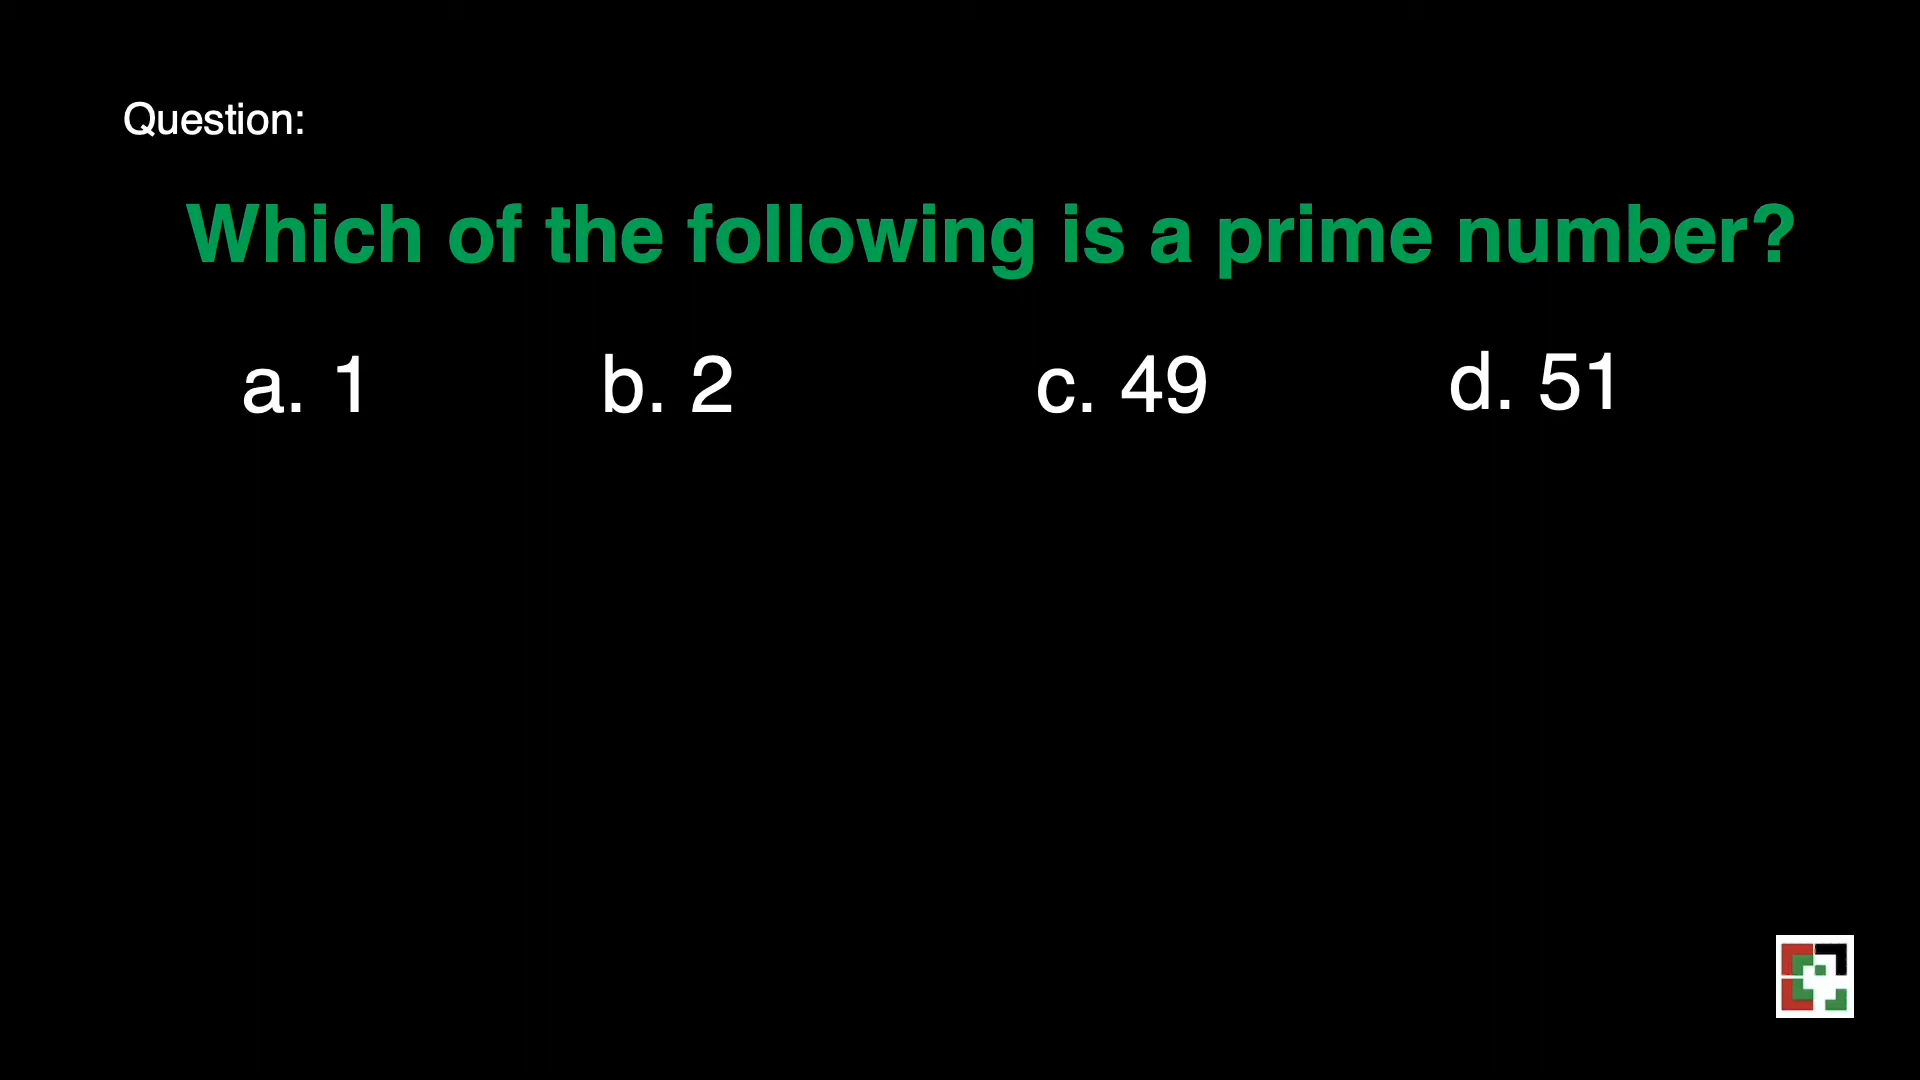 Question:
Which of the following is a prime number?
a. 1 b. 2 c. 49 d. 51